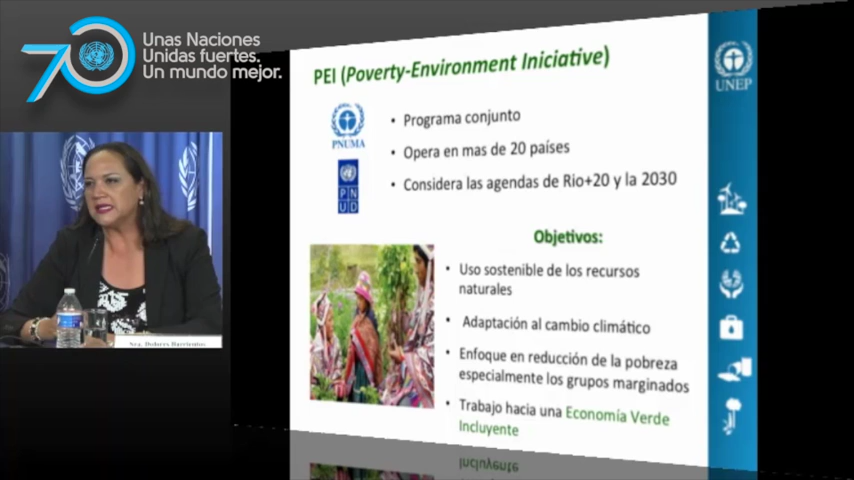 70
Unas Naciones
Unidas fuertes.
Un mundo mejor.
PEI (Poverty-Environment Iniciative)
PNUMA
P N
U D
• Programa conjunto
• Opera en mas de 20 países
• Considera las agendas de Rio+20 y la 2030
Objetivos:
• Uso sostenible de los recursos
naturales
• Adaptación al cambio climático
• Enfoque en reducción de la pobreza
especialmente los grupos marginados
• Trabajo hacia una Economía Verde
Incluyente
UNEP
Sra. Dolores Barrientos